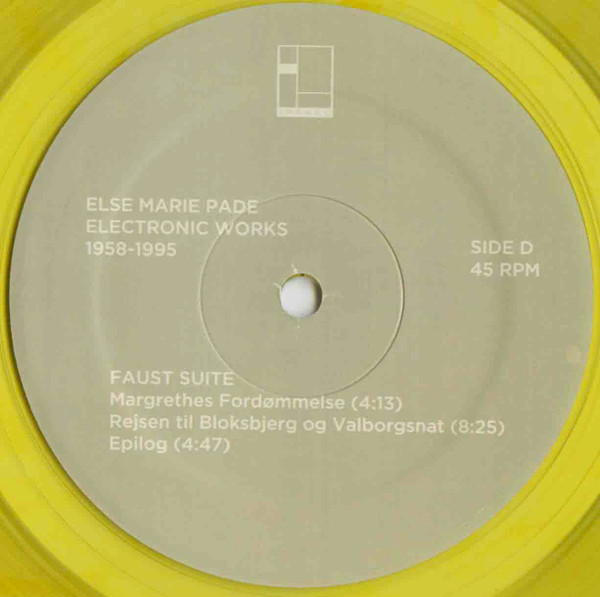 ELSE MARIE PADE
ELECTRONIC WORKS
1958-1995
SIDE D
45 RPM
FAUST SUITE
Margrethes Fordømmelse (4:13)
Rejsen til Bloksbjerg og Valborgsnat (8:25)
Epilog (4:47)